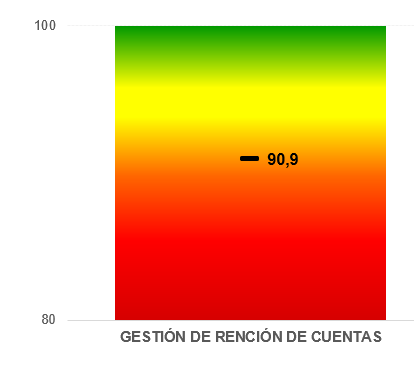 100
90,9
80
GESTIÓN DE RENCIÓN DE CUENTAS